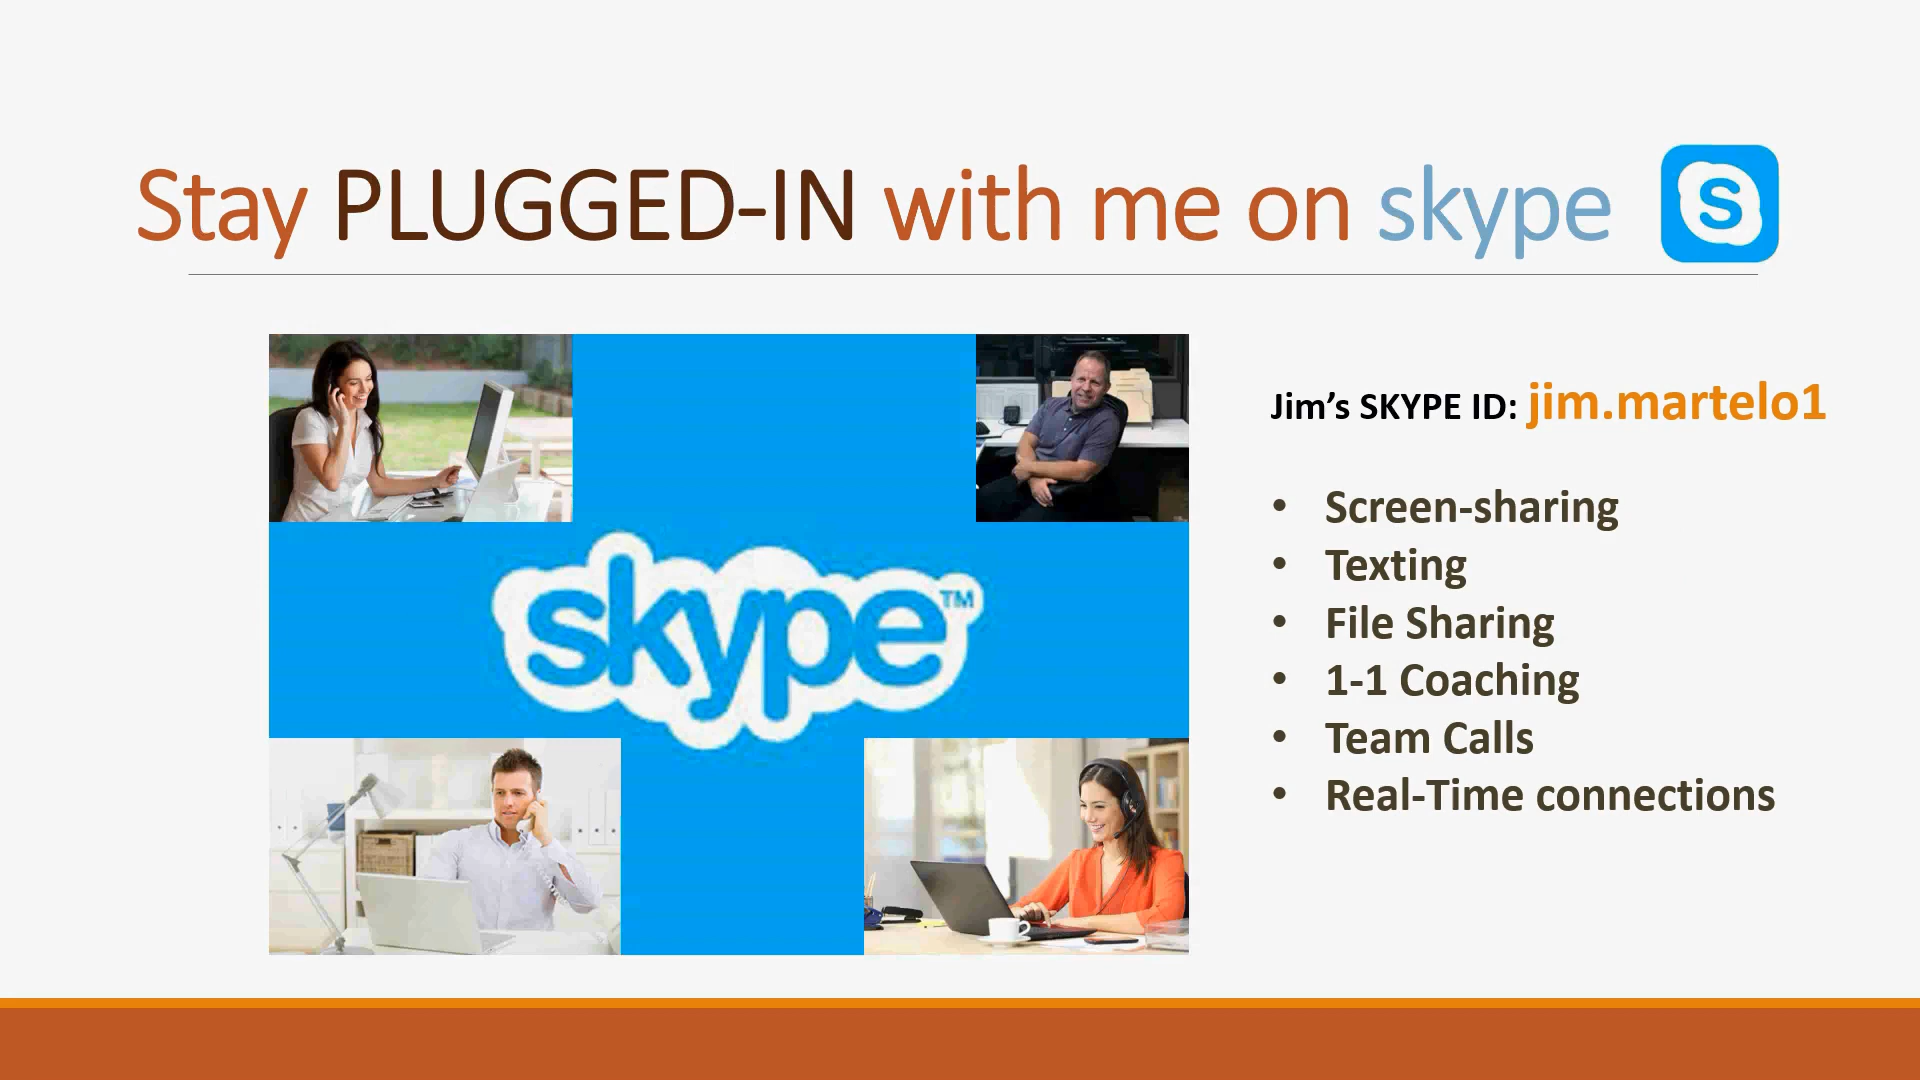 Stay PLUGGED-IN with me on skype
S
skype™
Jim’s SKYPE ID: jim.martelo1
• Screen-sharing
• Texting
• File Sharing
• 1-1 Coaching
• Team Calls
• Real-Time connections